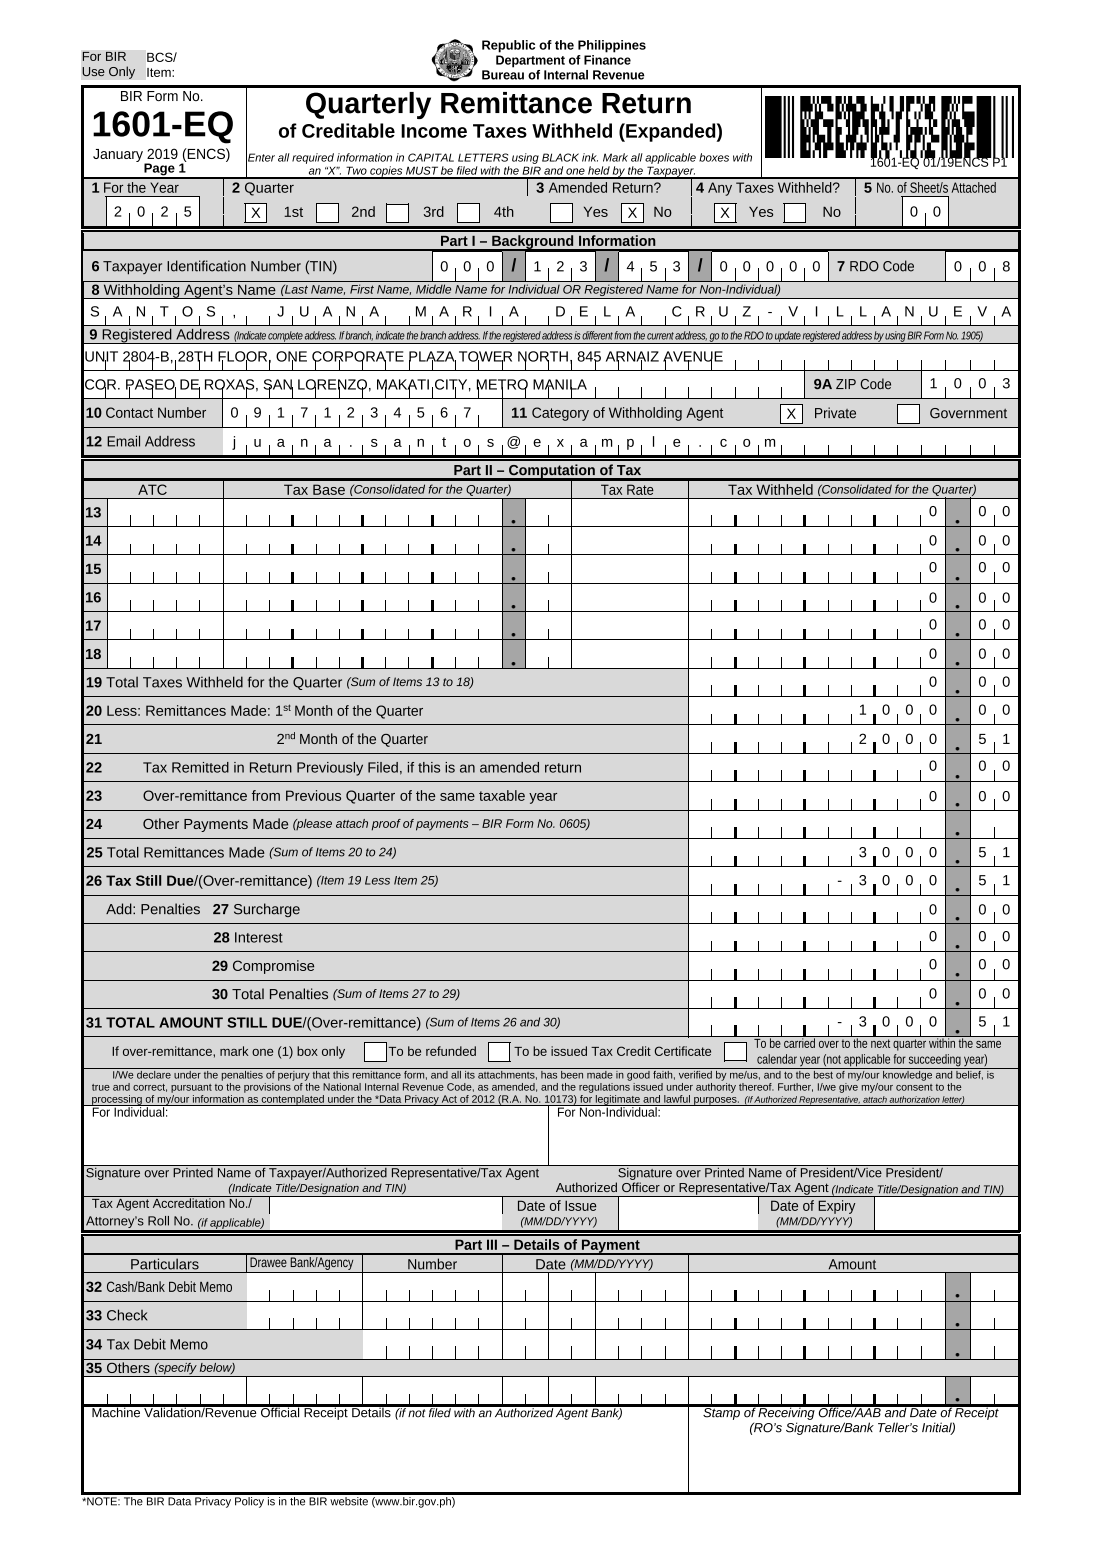 Republic of the Philippines
For BIR BCS/
Department of Finance
Use Only Item:
Bureau of Internal Revenue
BIR Form No.
1601-EQ
January 2019 (ENCS)
Page 1
Quarterly Remittance Return
of Creditable Income Taxes Withheld (Expanded)
Enter all required information in CAPITAL LETTERS using BLACK ink. Mark all applicable boxes with
an “X”. Two copies MUST be filed with the BIR and one held by the Taxpayer.
1601-EQ 01/19ENCS P1
1 For the Year 2 Quarter 3 Amended Return? 4 Any Taxes Withheld? 5 No. of Sheet/s Attached
2 0 2 5 X 1st 2nd 3rd 4th Yes X No X Yes No 0 0
Part I – Background Information
6 Taxpayer Identification Number (TIN) 0 0 0 / 1 2 3 / 4 5 3 / 0 0 0 0 0 7 RDO Code 0 0 8
8 Withholding Agent’s Name (Last Name, First Name, Middle Name for Individual OR Registered Name for Non-Individual)
S A N T O S , J U A N A M A R I A D E L A C R U Z - V I L L A N U E V A
9 Registered Address (Indicate complete address. If branch, indicate the branch address. If the registered address is different from the current address, go to the RDO to update registered address by using BIR Form No. 1905)
UNIT 2804-B, 28TH FLOOR, ONE CORPORATE PLAZA TOWER NORTH, 845 ARNAIZ AVENUE
COR. PASEO DE ROXAS, SAN LORENZO, MAKATI CITY, METRO MANILA 9A ZIP Code 1 0 0 3
10 Contact Number 0 9 1 7 1 2 3 4 5 6 7 11 Category of Withholding Agent X Private Government
12 Email Address j u a n a . s a n t o s @ e x a m p l e . c o m
Part II – Computation of Tax
ATC Tax Base (Consolidated for the Quarter) Tax Rate Tax Withheld (Consolidated for the Quarter)
13 . 0 . 0 0
14 . 0 . 0 0
15 . 0 . 0 0
16 . 0 . 0 0
17 . 0 . 0 0
18 . 0 . 0 0
19 Total Taxes Withheld for the Quarter (Sum of Items 13 to 18) 0 . 0 0
20 Less: Remittances Made: 1st Month of the Quarter 1 0 0 0 . 0 0
21 2nd Month of the Quarter 2 0 0 0 . 5 1
22 Tax Remitted in Return Previously Filed, if this is an amended return 0 . 0 0
23 Over-remittance from Previous Quarter of the same taxable year 0 . 0 0
24 Other Payments Made (please attach proof of payments – BIR Form No. 0605) .
25 Total Remittances Made (Sum of Items 20 to 24) 3 0 0 0 . 5 1
26 Tax Still Due/(Over-remittance) (Item 19 Less Item 25) - 3 0 0 0 . 5 1
Add: Penalties 27 Surcharge 0 . 0 0
28 Interest 0 . 0 0
29 Compromise 0 . 0 0
30 Total Penalties (Sum of Items 27 to 29) 0 . 0 0
31 TOTAL AMOUNT STILL DUE/(Over-remittance) (Sum of Items 26 and 30) - 3 0 0 0 . 5 1
If over-remittance, mark one (1) box only To be refunded To be issued Tax Credit Certificate To be carried over to the next quarter within the same
calendar year (not applicable for succeeding year)
I/We declare under the penalties of perjury that this remittance form, and all its attachments, has been made in good faith, verified by me/us, and to the best of my/our knowledge and belief, is
true and correct, pursuant to the provisions of the National Internal Revenue Code, as amended, and the regulations issued under authority thereof. Further, I/we give my/our consent to the
processing of my/our information as contemplated under the *Data Privacy Act of 2012 (R.A. No. 10173) for legitimate and lawful purposes. (If Authorized Representative, attach authorization letter)
For Individual: For Non-Individual:
Signature over Printed Name of Taxpayer/Authorized Representative/Tax Agent
(Indicate Title/Designation and TIN)
Signature over Printed Name of President/Vice President/
Authorized Officer or Representative/Tax Agent (Indicate Title/Designation and TIN)
Tax Agent Accreditation No./
Attorney’s Roll No. (if applicable)
Date of Issue
(MM/DD/YYYY)
Date of Expiry
(MM/DD/YYYY)
Part III – Details of Payment
Particulars Drawee Bank/Agency Number Date (MM/DD/YYYY) Amount
32 Cash/Bank Debit Memo .
33 Check .
34 Tax Debit Memo .
35 Others (specify below)
.
Machine Validation/Revenue Official Receipt Details (if not filed with an Authorized Agent Bank)
Stamp of Receiving Office/AAB and Date of Receipt
(RO’s Signature/Bank Teller’s Initial)
*NOTE: The BIR Data Privacy Policy is in the BIR website (www.bir.gov.ph)